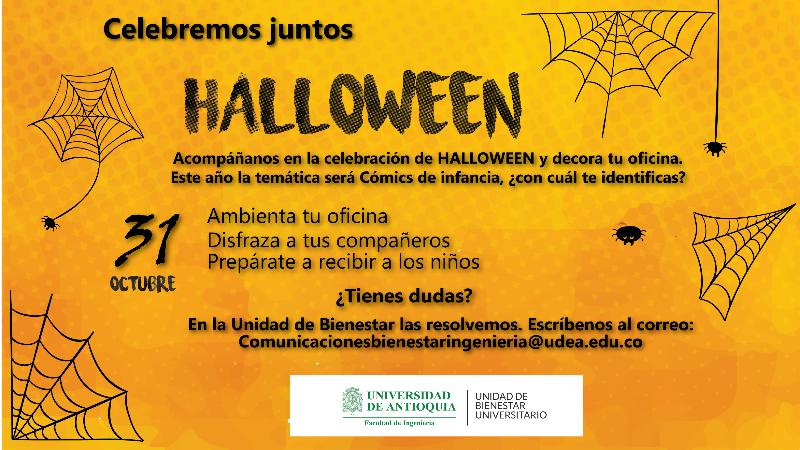 Celebremos juntos
HALLOWEEN
Acompáñanos en la celebración de HALLOWEEN y decora tu oficina.
Este año la temática será Cómics de infancia, ¿con cuál te identificas?
31
OCTUBRE
Ambienta tu oficina
Disfraza a tus compañeros
Prepárate a recibir a los niños
¿Tienes dudas?
En la Unidad de Bienestar las resolvemos. Escríbenos al correo:
Comunicacionesbienestaringenieria@udea.edu.co
UNIVERSIDAD
DE ANTIOQUIA
Facultad de Ingeniería
UNIDAD DE
BIENESTAR
UNIVERSITARIO